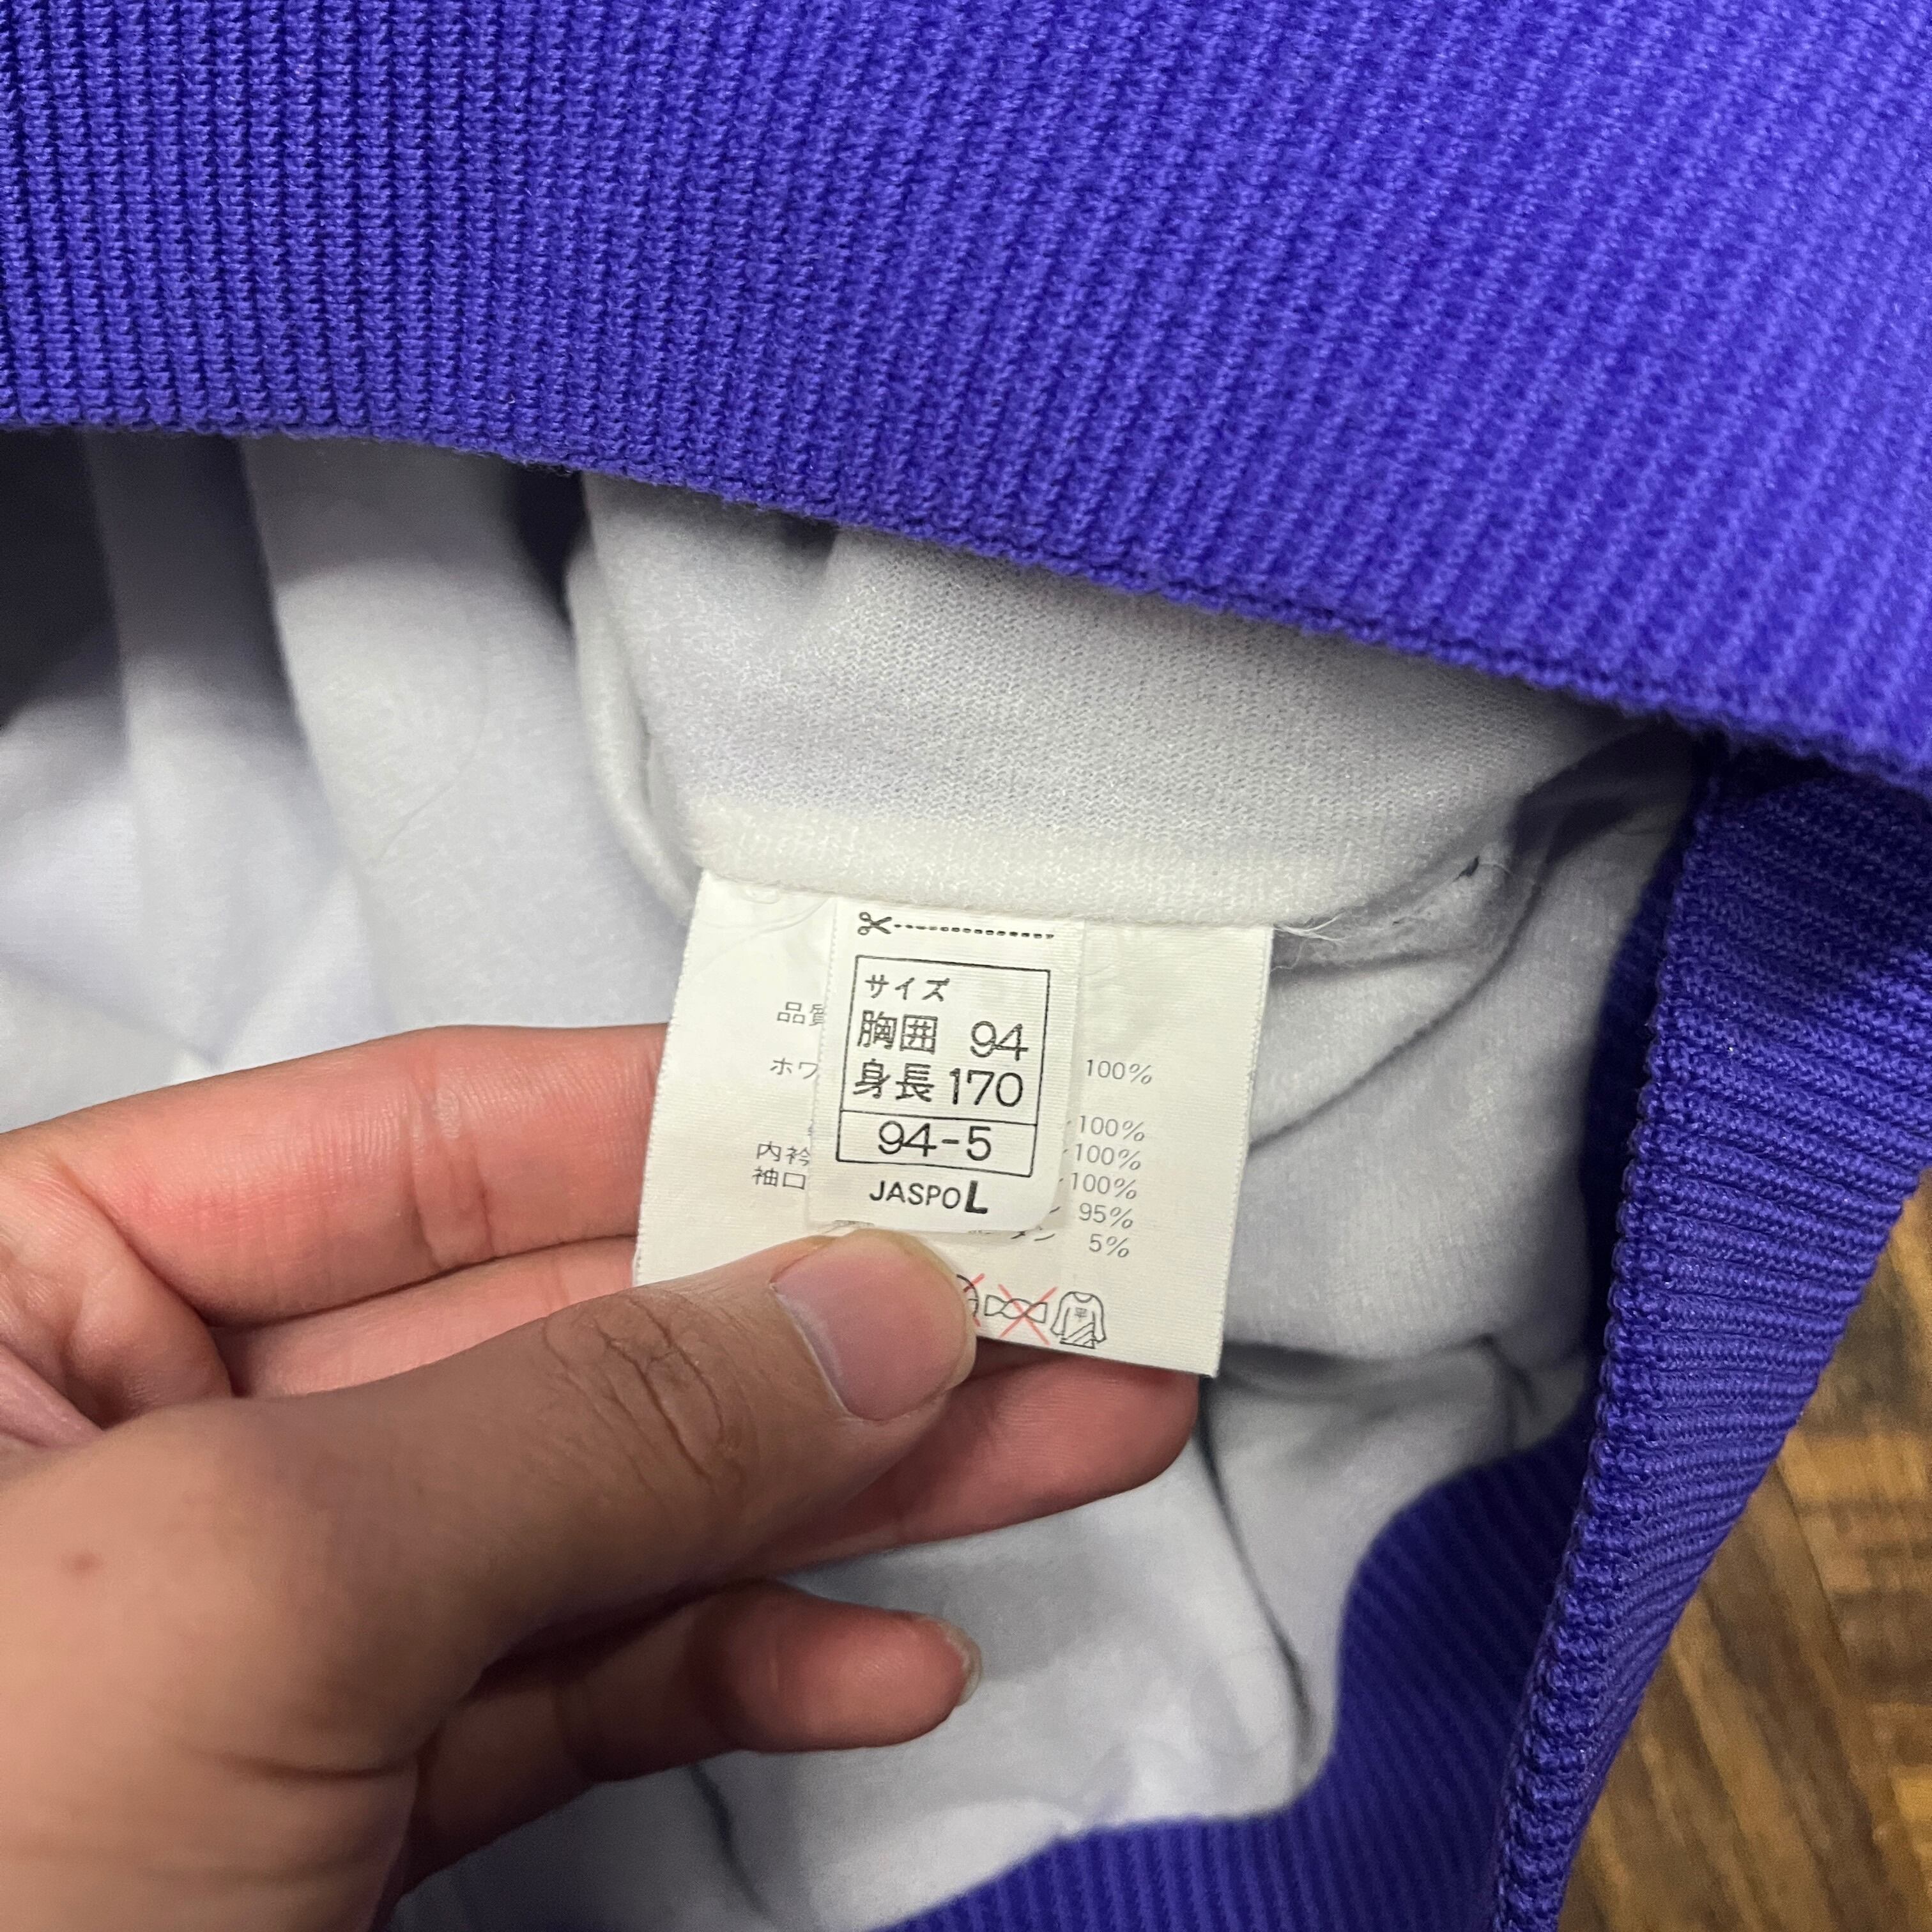 サイズ
胸囲 94
身長 170
94-5
JASPO L
品質
ホワ 100%
100%
内衿 100%
袖口 100%
95%
5%
平